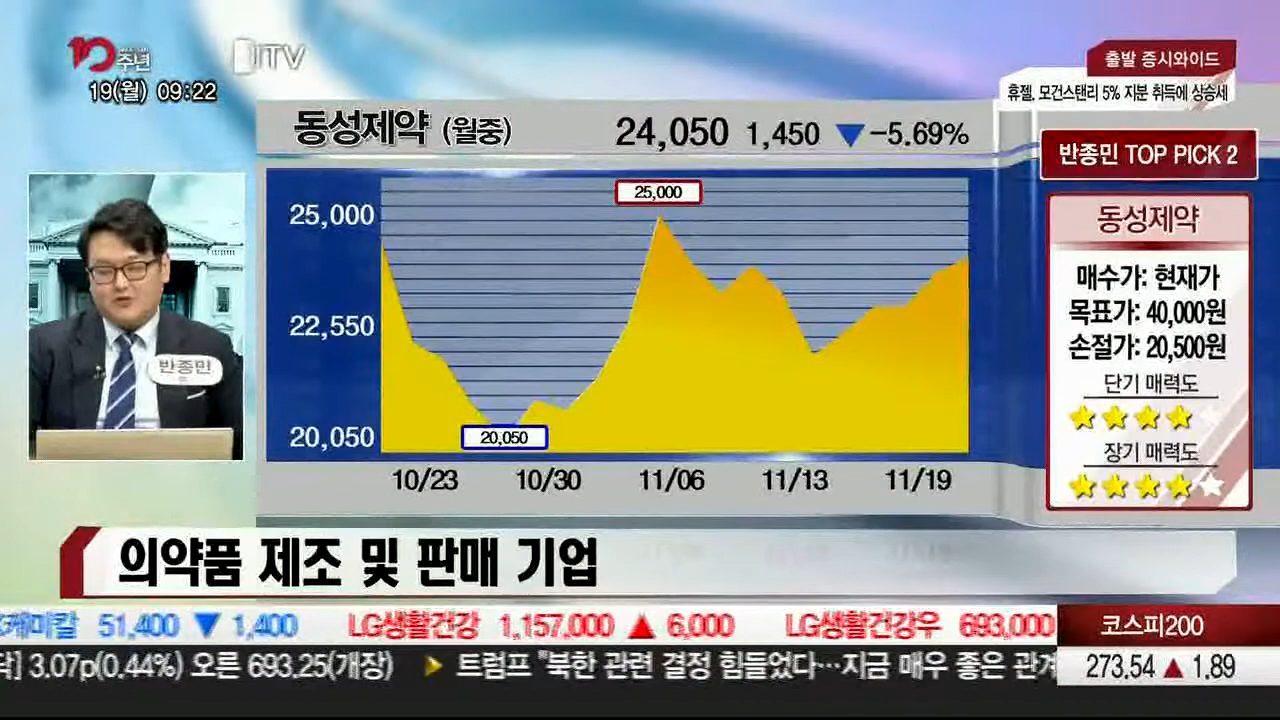 10주년
ITV
19(월) 09:22
출발 증시와이드
휴젤, 모건스탠리 5% 지분 취득에 상승세
동성제약 (월중) 24,050 1,450 ▼-5.69%
반종민 TOP PICK 2
동성제약
매수가: 현재가
목표가: 40,000원
손절가: 20,500원
단기 매력도
★★★★
장기 매력도
★★★★★
25,000
25,000
22,550
20,050
20,050
10/23 10/30 11/06 11/13 11/19
반종민
의약품 제조 및 판매 기업
케미칼 51,400 ▼ 1,400 LG생활건강 1,157,000 ▲ 6,000 LG생활건강우 693,000
코스피200
] 3.07p(0.44%) 오른 693.25(개장) ▶ 트럼프 "북한 관련 결정 힘들었다…지금 매우 좋은 관계
273.54 ▲ 1.89